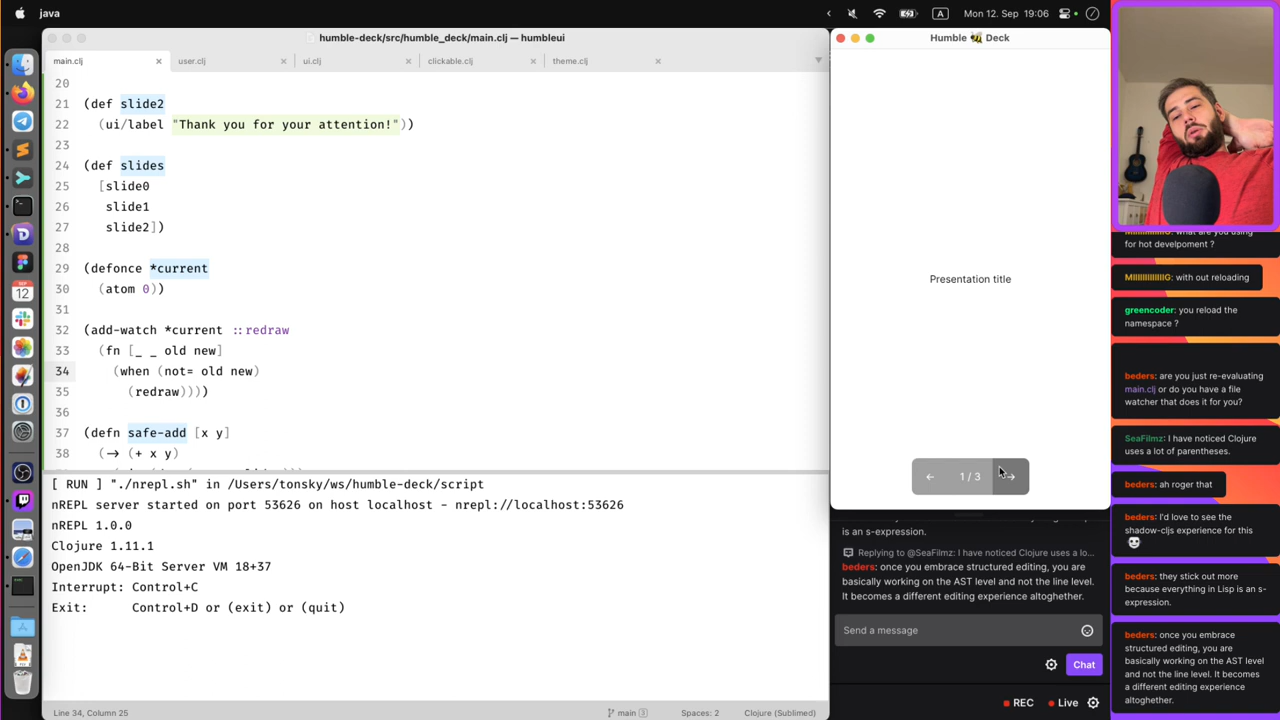 java
A
Mon 12. Sep 19:06
humble-deck/src/humble_deck/main.clj — humbleui
main.clj
user.clj
ui.clj
clickable.clj
theme.clj
20
21 (def slide2
22 (ui/label "Thank you for your attention!"))
23
24 (def slides
25 [slide0
26 slide1
27 slide2])
28
29 (defonce *current
30 (atom 0))
31
32 (add-watch *current ::redraw
33 (fn [_ _ old new]
34 (when (not= old new)
35 (redraw))))
36
37 (defn safe-add [x y]
38 (-> (+ x y)
[ RUN ] "./nrepl.sh" in /Users/tonsky/ws/humble-deck/script
nREPL server started on port 53626 on host localhost - nrepl://localhost:53626
nREPL 1.0.0
Clojure 1.11.1
OpenJDK 64-Bit Server VM 18+37
Interrupt: Control+C
Exit: Control+D or (exit) or (quit)
Line 34, Column 25
main 3
Spaces: 2
Clojure (Sublimed)
SEP
12
Humble 🐝 Deck
Presentation title
← 1 / 3 →
is an s-expression.
Replying to @SeaFilmz: I have noticed Clojure uses a lo...
beders: once you embrace structured editing, you are
basically working on the AST level and not the line level.
It becomes a different editing experience altoghether.
Send a message
Chat
REC
Live
MIIIIIIIIIIIG: what are you using
for hot develpoment ?
MIIIIIIIIIIIG: with out reloading
greencoder: you reload the
namespace ?
beders: are you just re-evaluating
main.clj or do you have a file
watcher that does it for you?
SeaFilmz: I have noticed Clojure
uses a lot of parentheses.
beders: ah roger that
beders: I'd love to see the
shadow-cljs experience for this
beders: they stick out more
because everything in Lisp is an s-
expression.
beders: once you embrace
structured editing, you are
basically working on the AST level
and not the line level. It becomes
a different editing experience
altoghether.